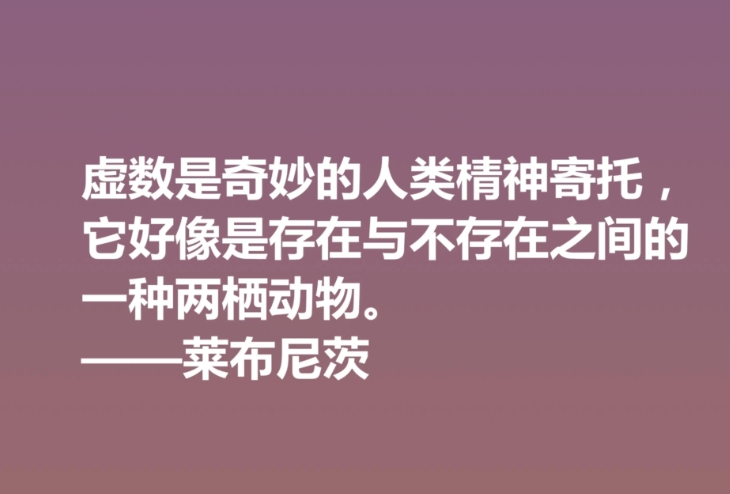 虚数是奇妙的人类棈神寄托，
它好像是存在与不存在之间的
一种两栖动物。
——莱布尼茨